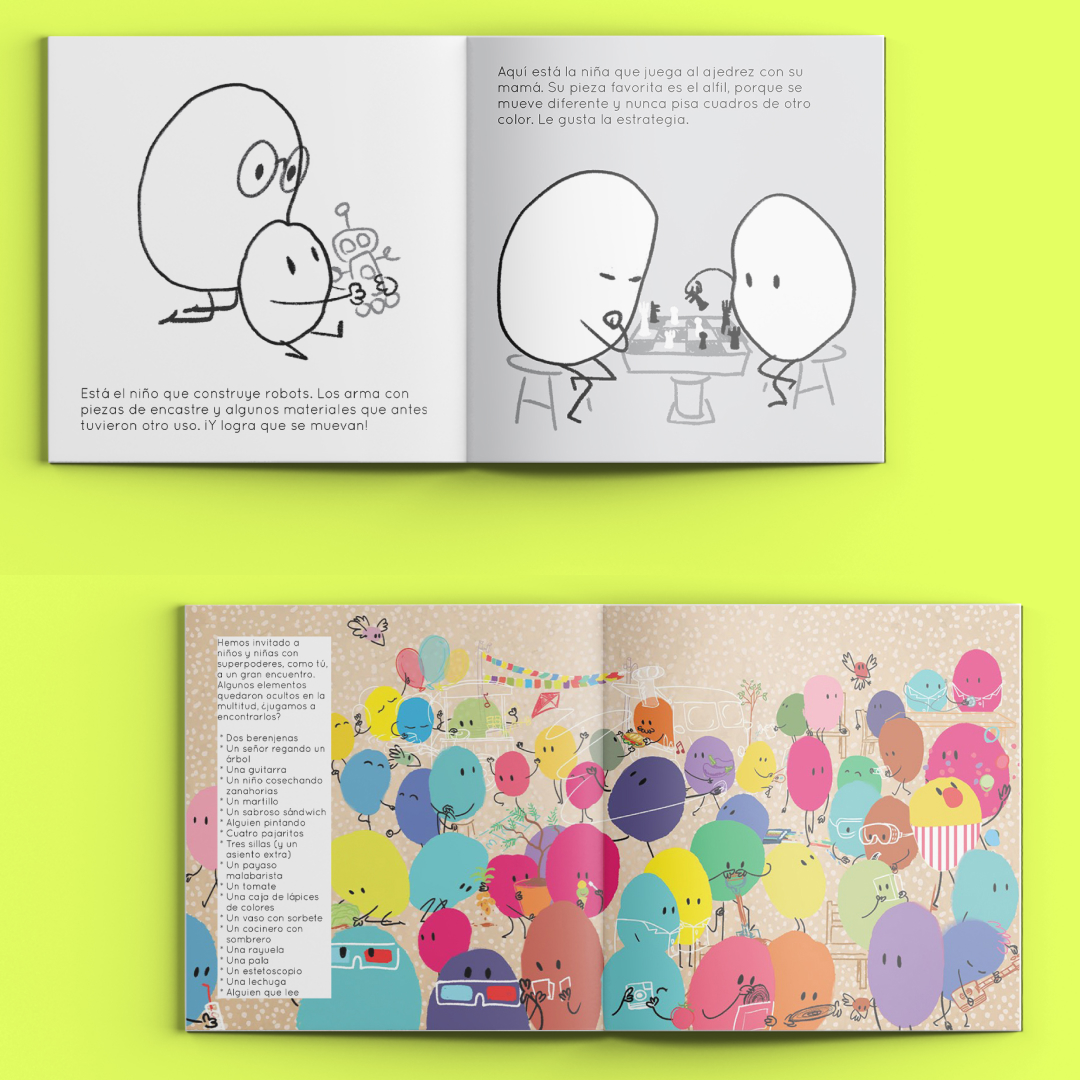 Está el niño que construye robots. Los arma con
piezas de encastre y algunos materiales que antes
tuvieron otro uso. ¡Y logra que se muevan!
Aquí está la niña que juega al ajedrez con su
mamá. Su pieza favorita es el alfil, porque se
mueve diferente y nunca pisa cuadros de otro
color. Le gusta la estrategia.
Hemos invitado a
niños y niñas con
superpoderes, como tú,
a un gran encuentro.
Algunos elementos
quedaron ocultos en la
multitud, ¿jugamos a
encontrarlos?
* Dos berenjenas
* Un señor regando un
árbol
* Una guitarra
* Un niño cosechando
zanahorias
* Un martillo
* Un sabroso sándwich
* Alguien pintando
* Cuatro pajaritos
* Tres sillas (y un
asiento extra)
* Un payaso
malabarista
* Un tomate
* Una caja de lápices
de colores
* Un vaso con sorbete
* Un cocinero con
sombrero
* Una rayuela
* Una pala
* Un estetoscopio
* Una lechuga
* Alguien que lee